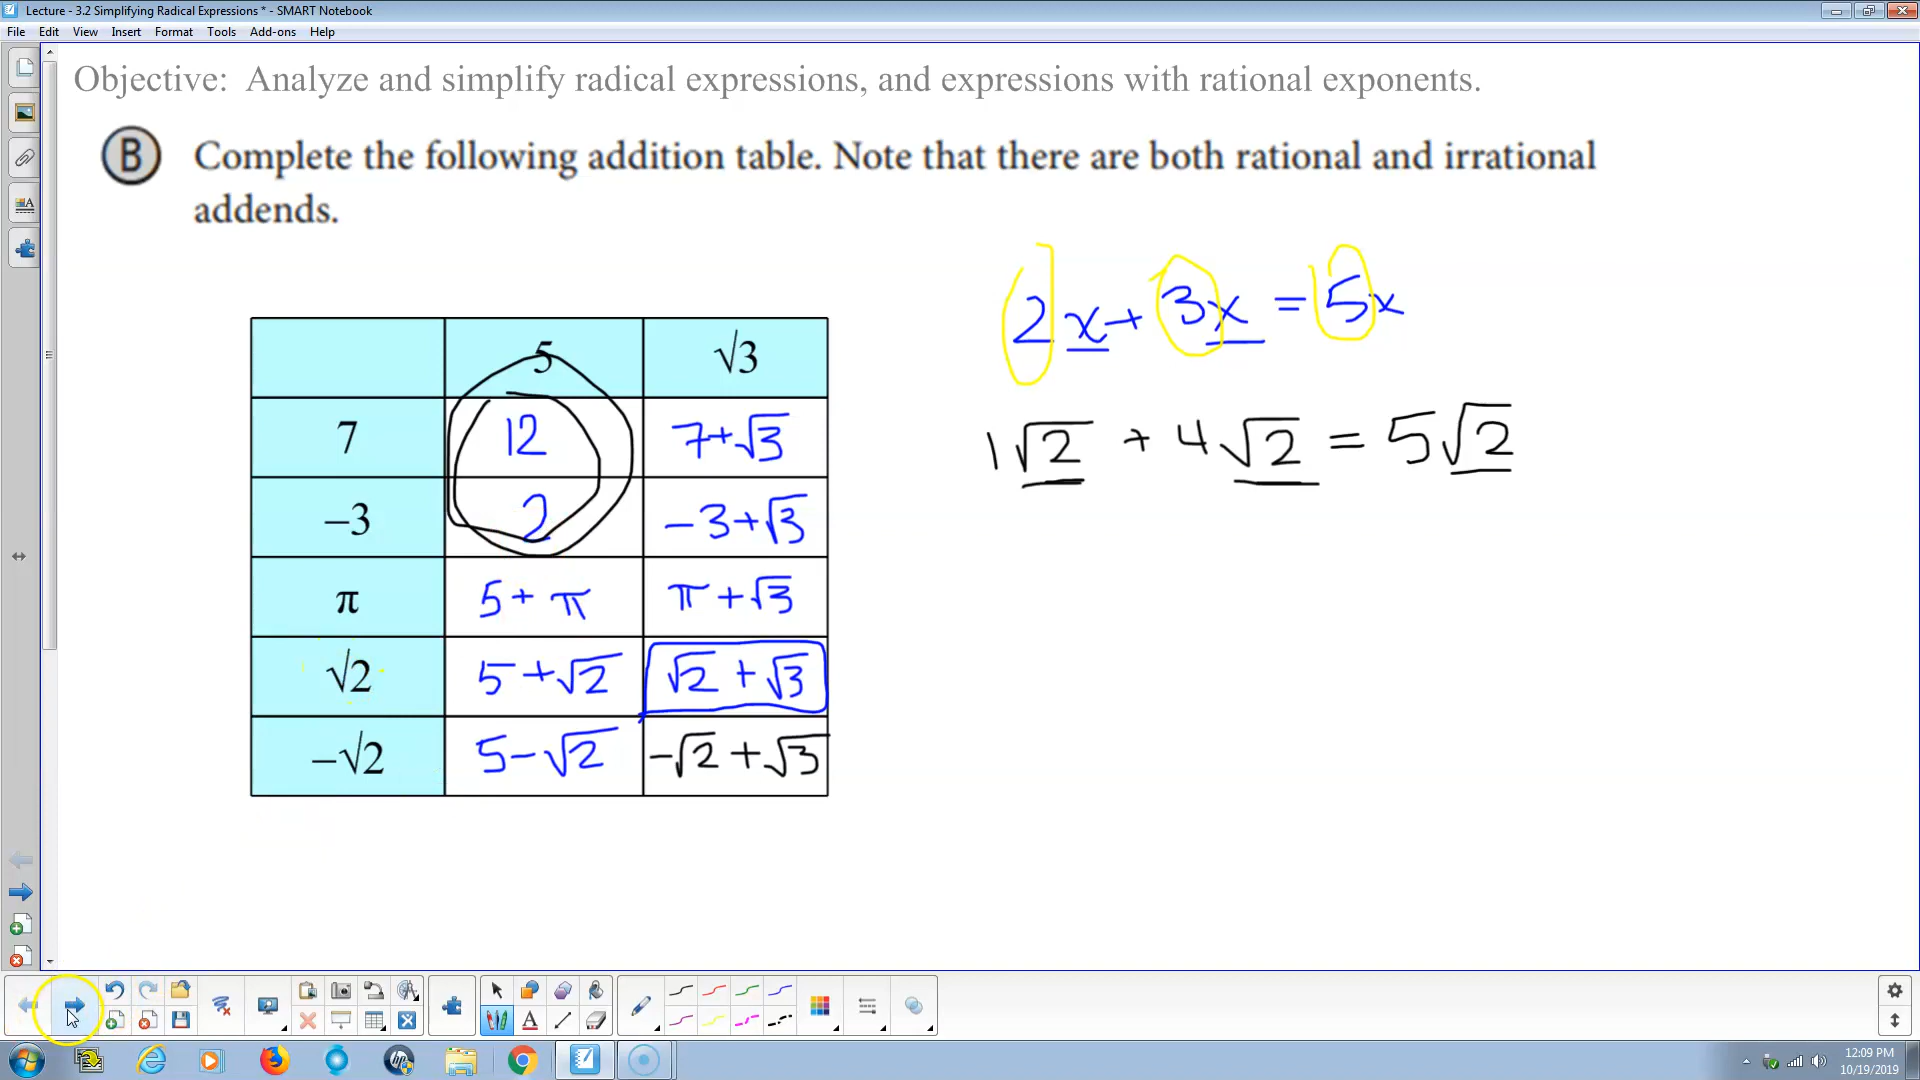 Lecture - 3.2 Simplifying Radical Expressions * - SMART Notebook
File Edit View Insert Format Tools Add-ons Help
Objective: Analyze and simplify radical expressions, and expressions with rational exponents.
B Complete the following addition table. Note that there are both rational and irrational
addends.
2x + 3x = 5x
1√2 + 4√2 = 5√2
5 √3
7 12 7+√3
−3 2 −3+√3
π 5+π π+√3
√2 5+√2 √2+√3
−√2 5−√2 −√2+√3
12:09 PM
10/19/2019